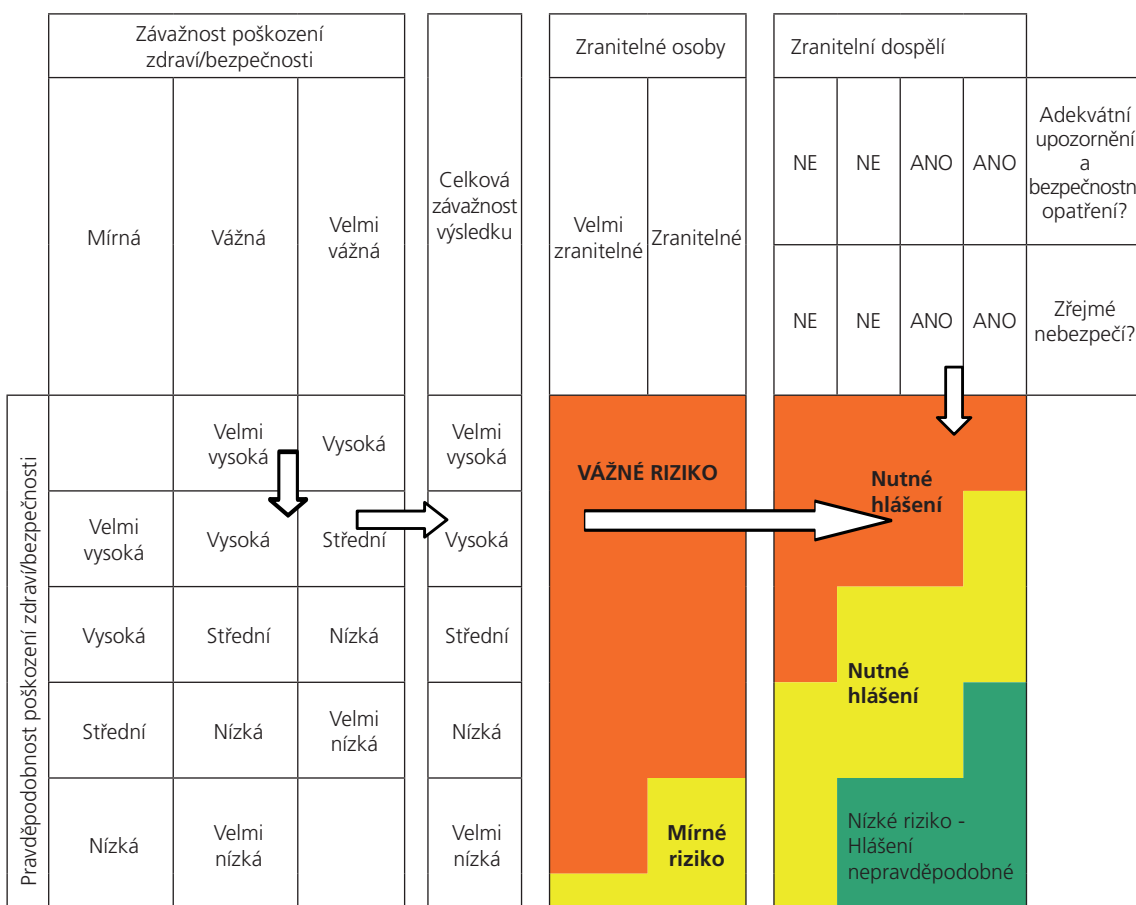 Závažnost poškození
zdraví/bezpečnosti
Zranitelné osoby
Zranitelní dospělí
Mírná
Vážná
Velmi
vážná
Celková
závažnost
výsledku
Velmi
zranitelné
Zranitelné
NE
NE
ANO
ANO
Adekvátní
upozornění
a
bezpečnostn
opatření?
NE
NE
ANO
ANO
Zřejmé
nebezpečí?
Pravděpodobnost poškození zdraví/bezpečnosti
Velmi
vysoká
Vysoká
Velmi
vysoká
VÁŽNÉ RIZIKO
Nutné
hlášení
Velmi
vysoká
Vysoká
Střední
Vysoká
Vysoká
Střední
Nízká
Střední
Nutné
hlášení
Střední
Nízká
Velmi
nízká
Nízká
Nízká
Velmi
nízká
Velmi
nízká
Mírné
riziko
Nízké riziko -
Hlášení
nepravděpodobné